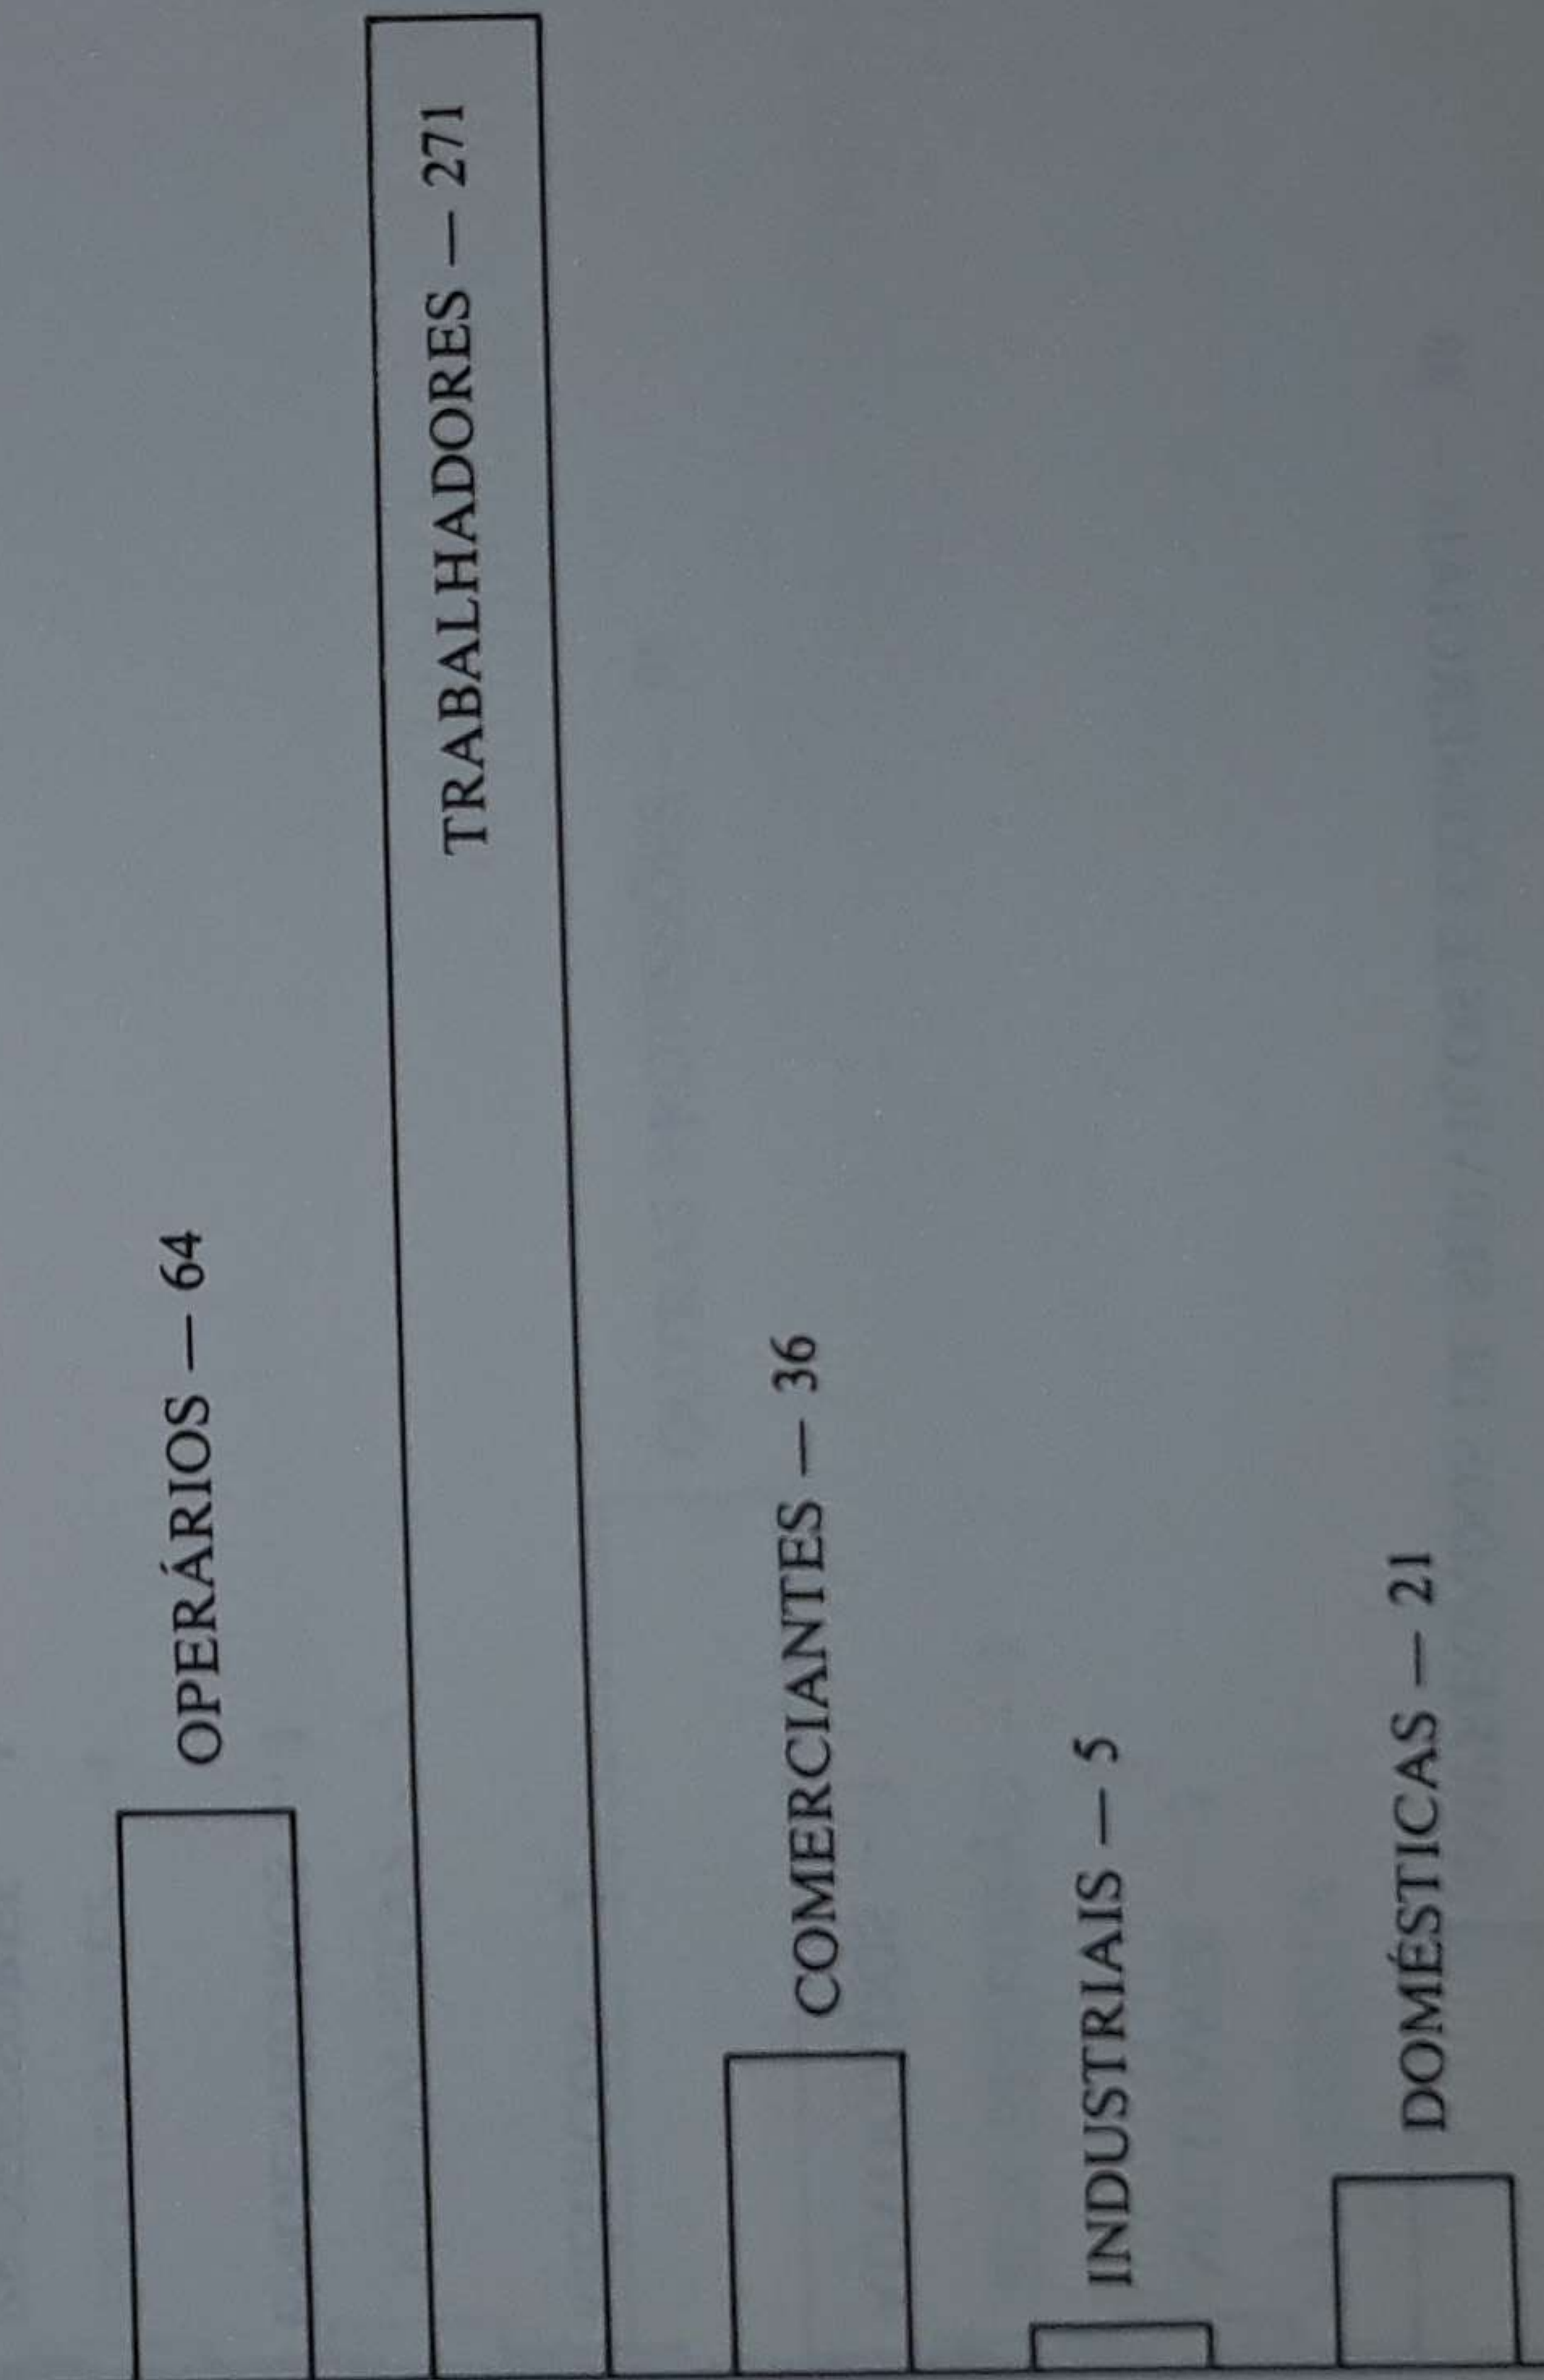 OPERÁRIOS — 64
TRABALHADORES — 271
COMERCIANTES — 36
INDUSTRIAIS — 5
DOMÉSTICAS — 21